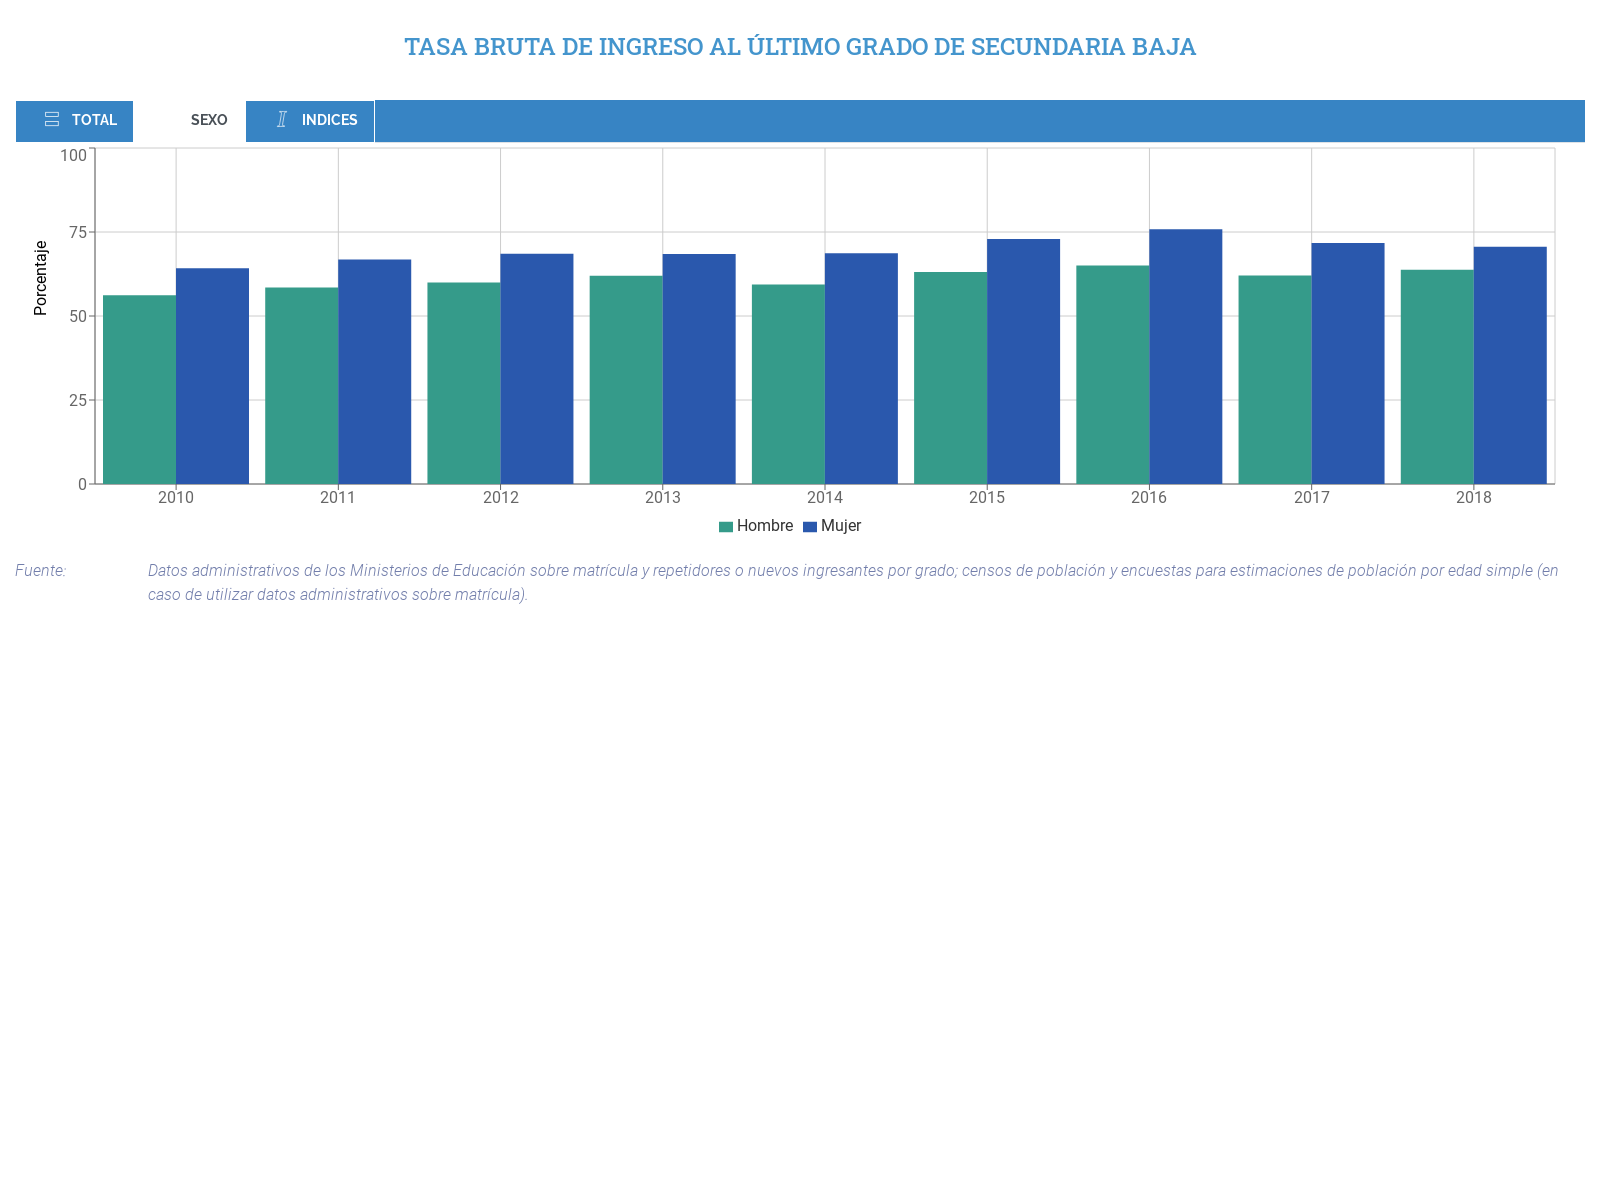 TASA BRUTA DE INGRESO AL ÚLTIMO GRADO DE SECUNDARIA BAJA
TOTAL SEXO INDICES
100
75
50
25
0
Porcentaje
2010 2011 2012 2013 2014 2015 2016 2017 2018
Hombre Mujer
Fuente: Datos administrativos de los Ministerios de Educación sobre matrícula y repetidores o nuevos ingresantes por grado; censos de población y encuestas para estimaciones de población por edad simple (en
caso de utilizar datos administrativos sobre matrícula).